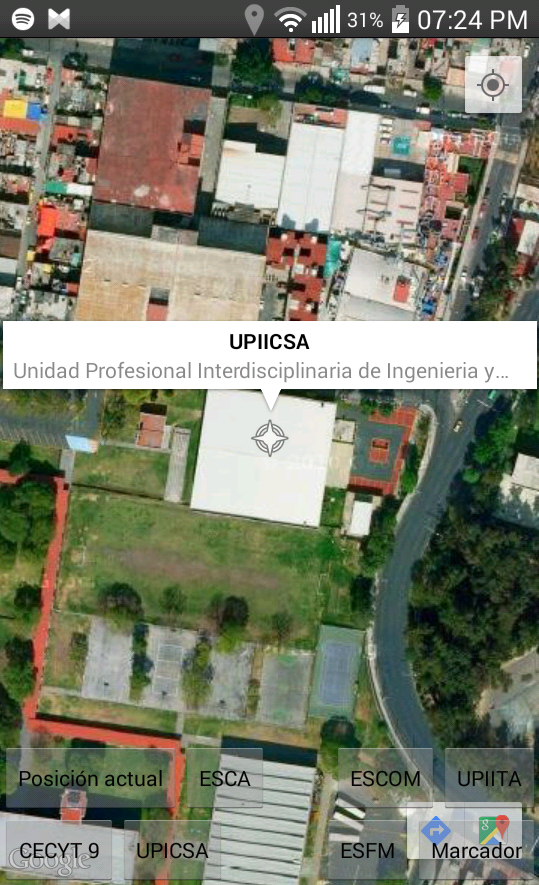 31% 07:24 PM
UPIICSA
Unidad Profesional Interdisciplinaria de Ingenieria y...
Posición actual ESCA ESCOM UPIITA
CECYT 9 UPICSA ESFM Marcador
Google